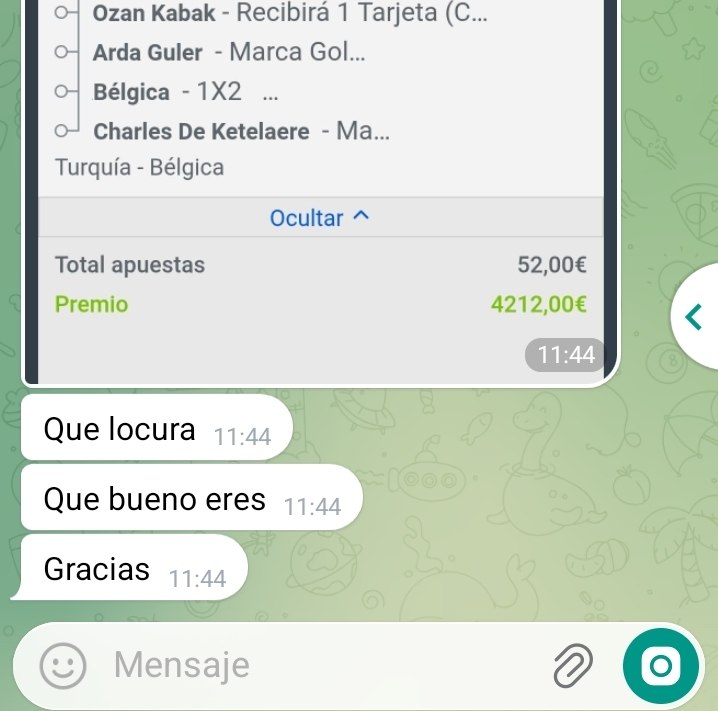 Ozan Kabak - Recibirá 1 Tarjeta (C...
Arda Guler - Marca Gol...
Bélgica - 1X2 ...
Charles De Ketelaere - Ma...
Turquía - Bélgica
Ocultar
Total apuestas 52,00€
Premio 4212,00€
11:44
Que locura 11:44
Que bueno eres 11:44
Gracias 11:44
Mensaje